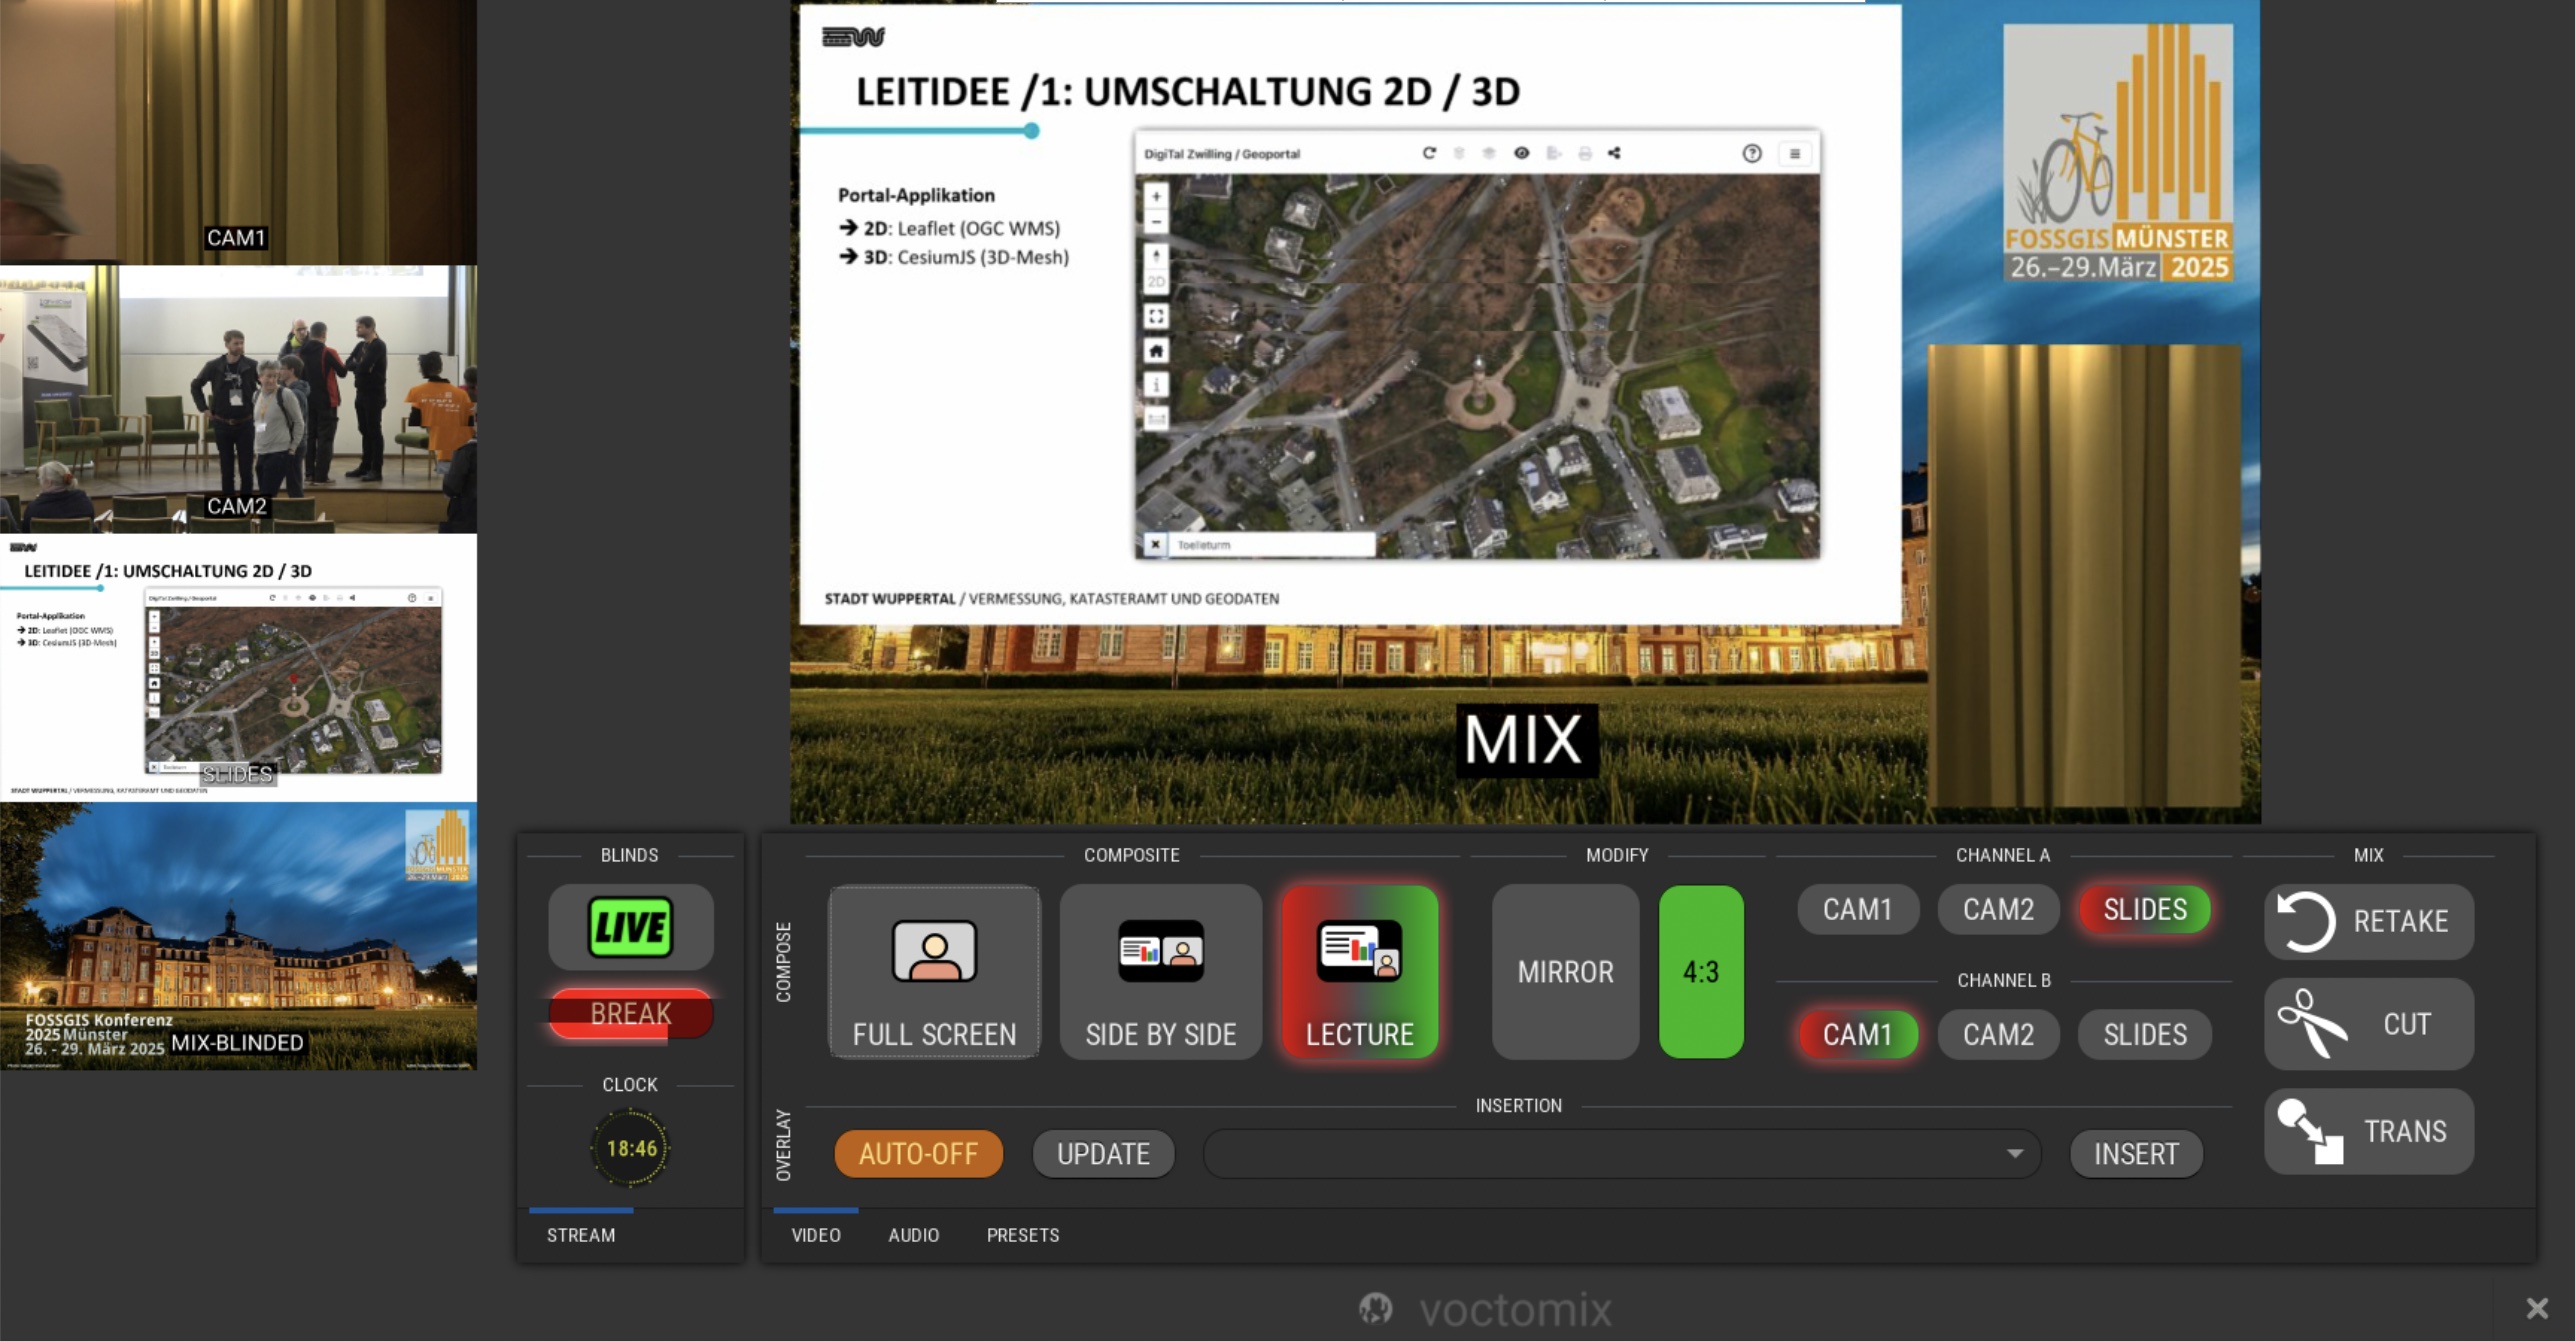 CAM1
CAM2
LEITIDEE /1: UMSCHALTUNG 2D / 3D
DigiTal Zwilling / Geoportal
Portal-Applikation
➔ 2D: Leaflet (OGC WMS)
➔ 3D: CesiumJS (3D-Mesh)
SLIDES
STADT WUPPERTAL / VERMESSUNG, KATASTERAMT UND GEODATEN
FOSSGIS Konferenz
2025 Münster
26. - 29. März 2025
MIX-BLINDED
LEITIDEE /1: UMSCHALTUNG 2D / 3D
DigiTal Zwilling / Geoportal
Portal-Applikation
➔ 2D: Leaflet (OGC WMS)
➔ 3D: CesiumJS (3D-Mesh)
2D
Toelleturm
STADT WUPPERTAL / VERMESSUNG, KATASTERAMT UND GEODATEN
FOSSGIS MÜNSTER
26.–29.März 2025
MIX
BLINDS
LIVE
BREAK
CLOCK
18:46
STREAM
COMPOSITE
MODIFY
CHANNEL A
MIX
COMPOSE
FULL SCREEN
SIDE BY SIDE
LECTURE
MIRROR
4:3
CAM1
CAM2
SLIDES
CHANNEL B
CAM1
CAM2
SLIDES
RETAKE
CUT
TRANS
OVERLAY
INSERTION
AUTO-OFF
UPDATE
INSERT
VIDEO
AUDIO
PRESETS
voctomix